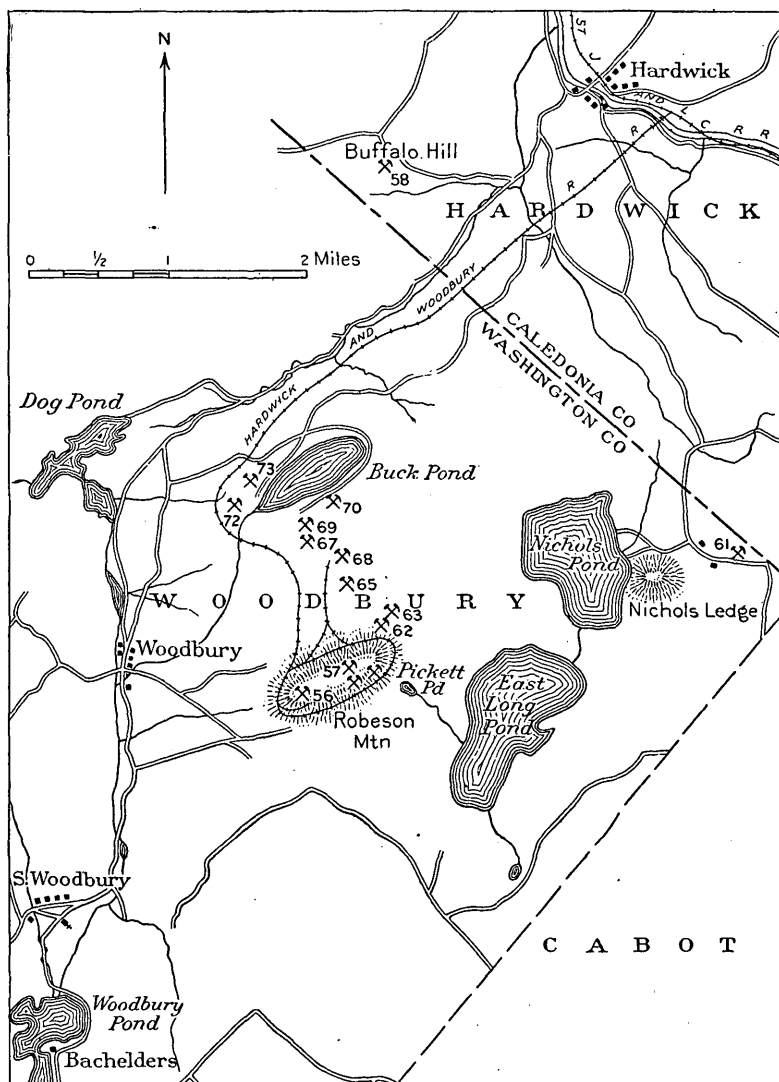 N
Hardwick
ST J AND L C R R
Buffalo Hill
58
HARDWICK
0 1/2 1 2 Miles
HARDWICK AND WOODBURY R R
CALEDONIA CO
WASHINGTON CO
Dog Pond
Buck Pond
73
72
70
69
67
68
65
63
62
61
Nichols Pond
Nichols Ledge
WOODBURY
Woodbury
57
56
Pickett Pd
Robeson Mtn
East Long Pond
S. Woodbury
CABOT
Woodbury Pond
Bachelders